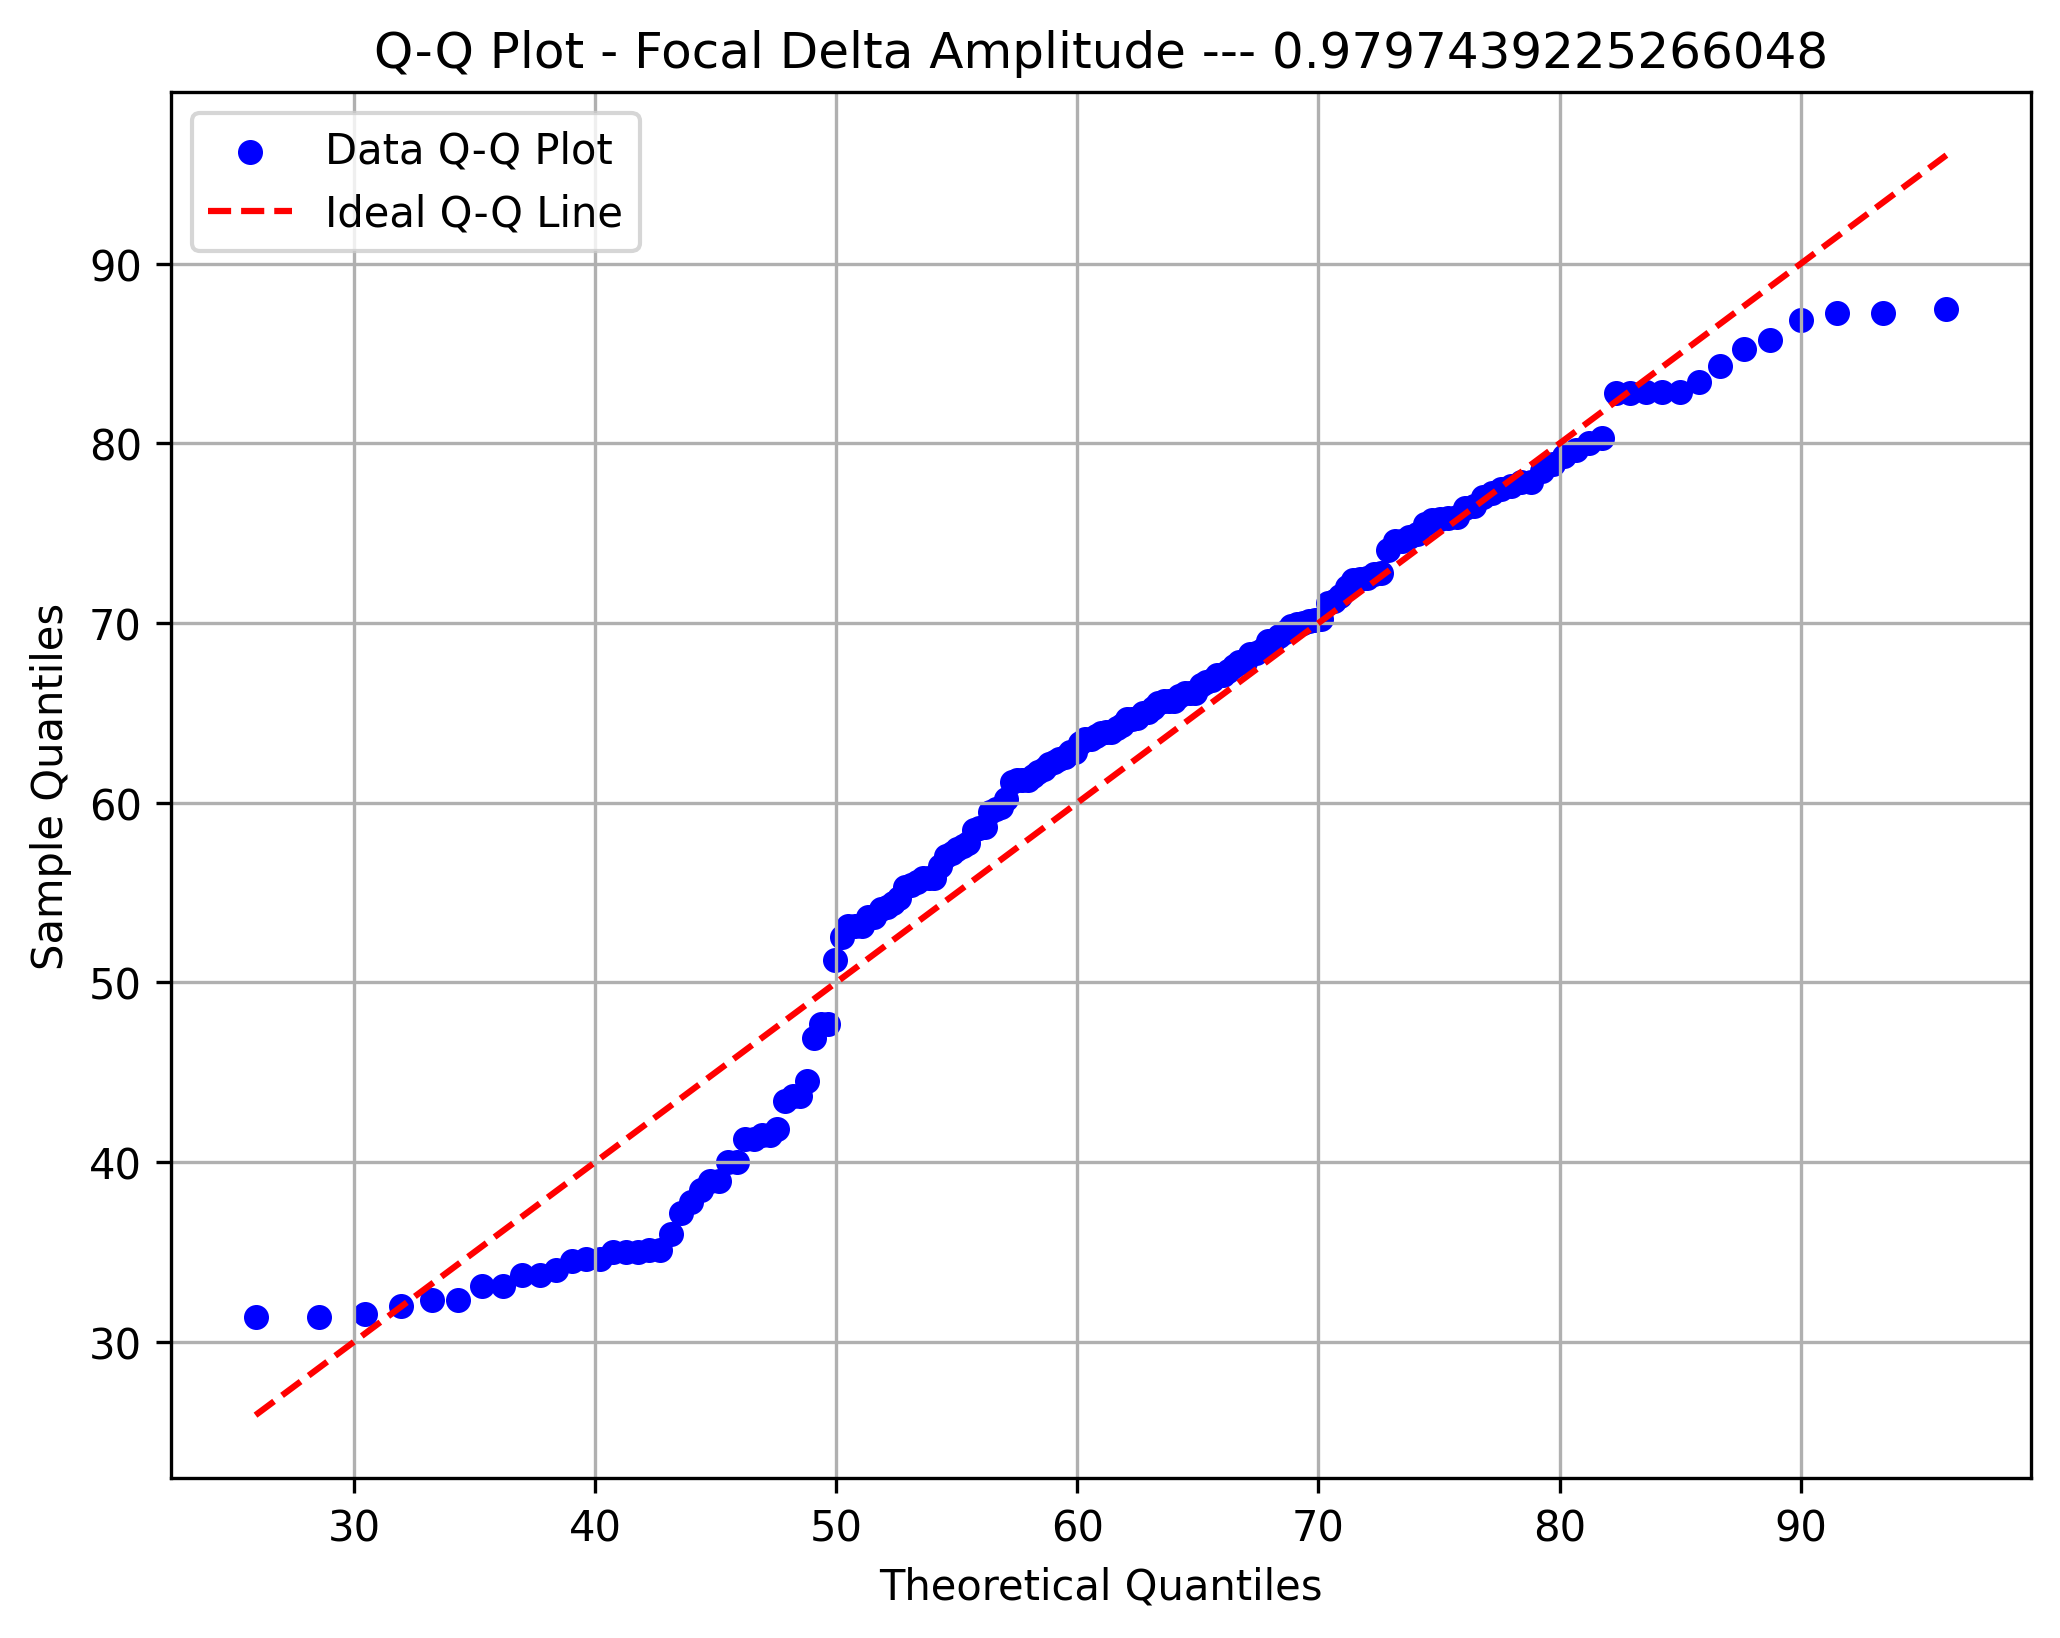 Q-Q Plot - Focal Delta Amplitude --- 0.9797439225266048
Data Q-Q Plot
Ideal Q-Q Line
90
80
70
60
50
40
30
Sample Quantiles
30 40 50 60 70 80 90
Theoretical Quantiles